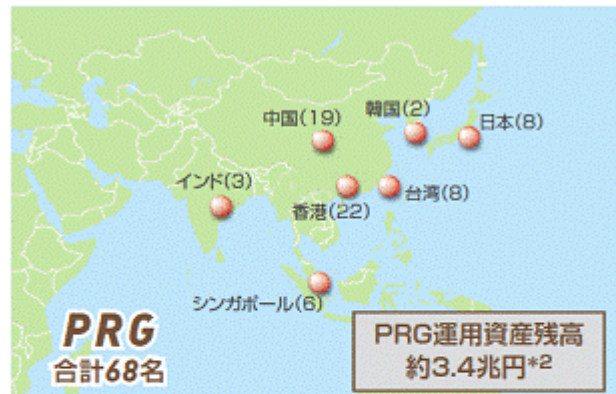 中国(19)
韓国(2)
日本(8)
インド(3)
香港(22)
台湾(8)
シンガポール(6)
PRG
合計68名
PRG運用資産残高
約3.4兆円*2